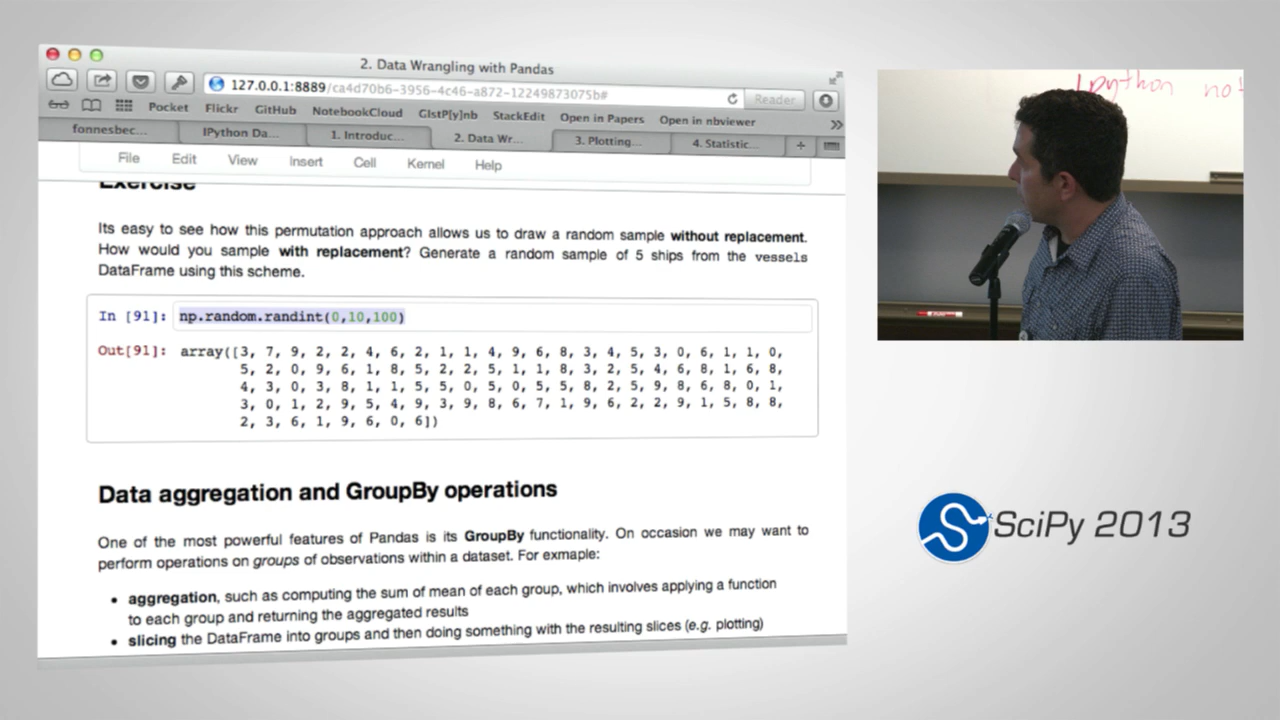 2. Data Wrangling with Pandas
127.0.0.1:8889/ca4d70b6-3956-4c46-a872-12249873075b#
Reader
Pocket Flickr GitHub NotebookCloud GistP[y]nb StackEdit Open in Papers Open in nbviewer
fonnesbec... IPython Da... 1. Introduc... 2. Data Wr... 3. Plotting... 4. Statistic...
File Edit View Insert Cell Kernel Help
Exercise
Its easy to see how this permutation approach allows us to draw a random sample without replacement.
How would you sample with replacement? Generate a random sample of 5 ships from the vessels
DataFrame using this scheme.
In [91]: np.random.randint(0,10,100)
Out[91]: array([3, 7, 9, 2, 2, 4, 6, 2, 1, 1, 4, 9, 6, 8, 3, 4, 5, 3, 0, 6, 1, 1, 0,
5, 2, 0, 9, 6, 1, 8, 5, 2, 2, 5, 1, 1, 8, 3, 2, 5, 4, 6, 8, 1, 6, 8,
4, 3, 0, 3, 8, 1, 1, 5, 5, 0, 5, 0, 5, 5, 8, 2, 5, 9, 8, 6, 8, 0, 1,
3, 0, 1, 2, 9, 5, 4, 9, 3, 9, 8, 6, 7, 1, 9, 6, 2, 2, 9, 1, 5, 8, 8,
2, 3, 6, 1, 9, 6, 0, 6])
Data aggregation and GroupBy operations
One of the most powerful features of Pandas is its GroupBy functionality. On occasion we may want to
perform operations on groups of observations within a dataset. For exmaple:
• aggregation, such as computing the sum of mean of each group, which involves applying a function
to each group and returning the aggregated results
• slicing the DataFrame into groups and then doing something with the resulting slices (e.g. plotting)
ipython not
SciPy 2013